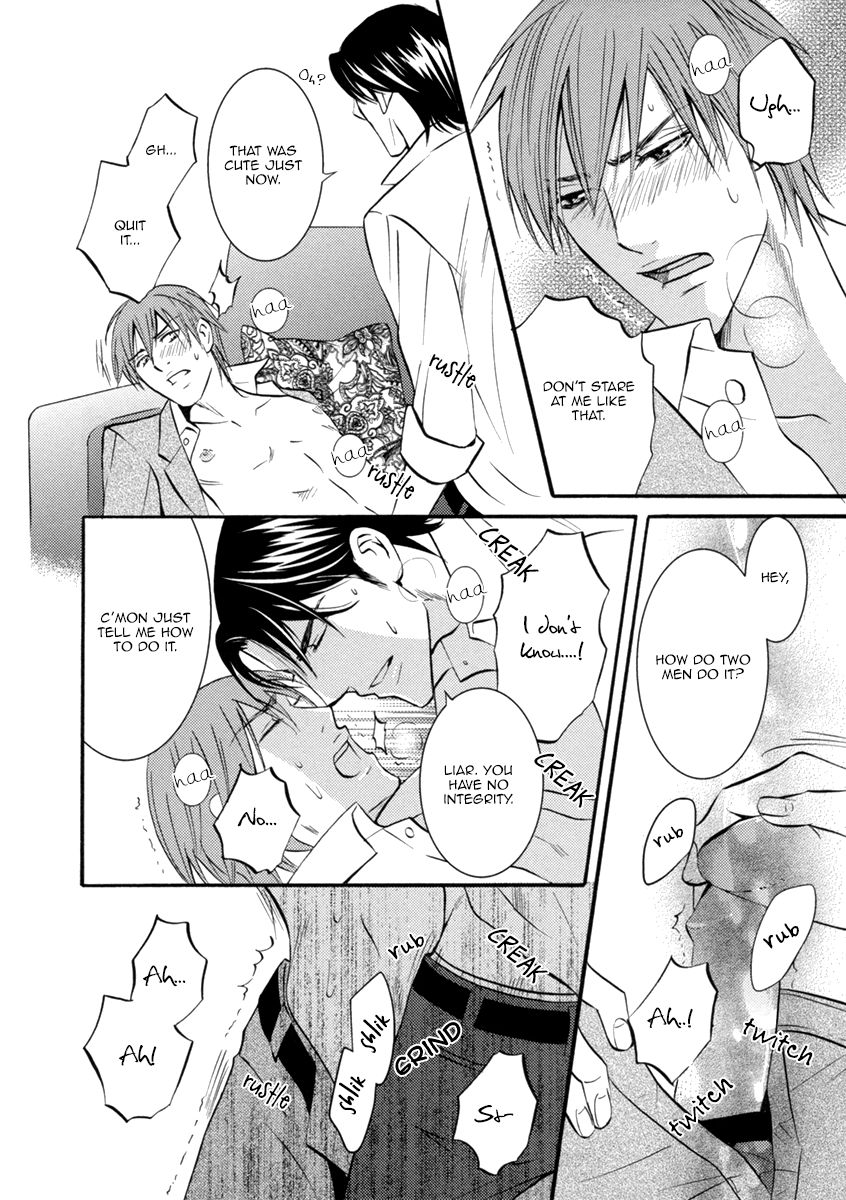 haa
Ugh...
DON'T STARE
AT ME LIKE
THAT.
haa
Oh?
THAT WAS
CUTE JUST
NOW.
GH...
QUIT
IT...
haa
rustle
haa
rustle
HEY,
HOW DO TWO
MEN DO IT?
rub
rub
Ah..!
twitch
twitch
CREAK
I don't
know....!
haa
C'MON JUST
TELL ME HOW
TO DO IT.
LIAR. YOU
HAVE NO
INTEGRITY.
CREAK
haa
No...
rub
CREAK
Ah...
Ah!
shlik
shlik
GRIND
rustle
St-